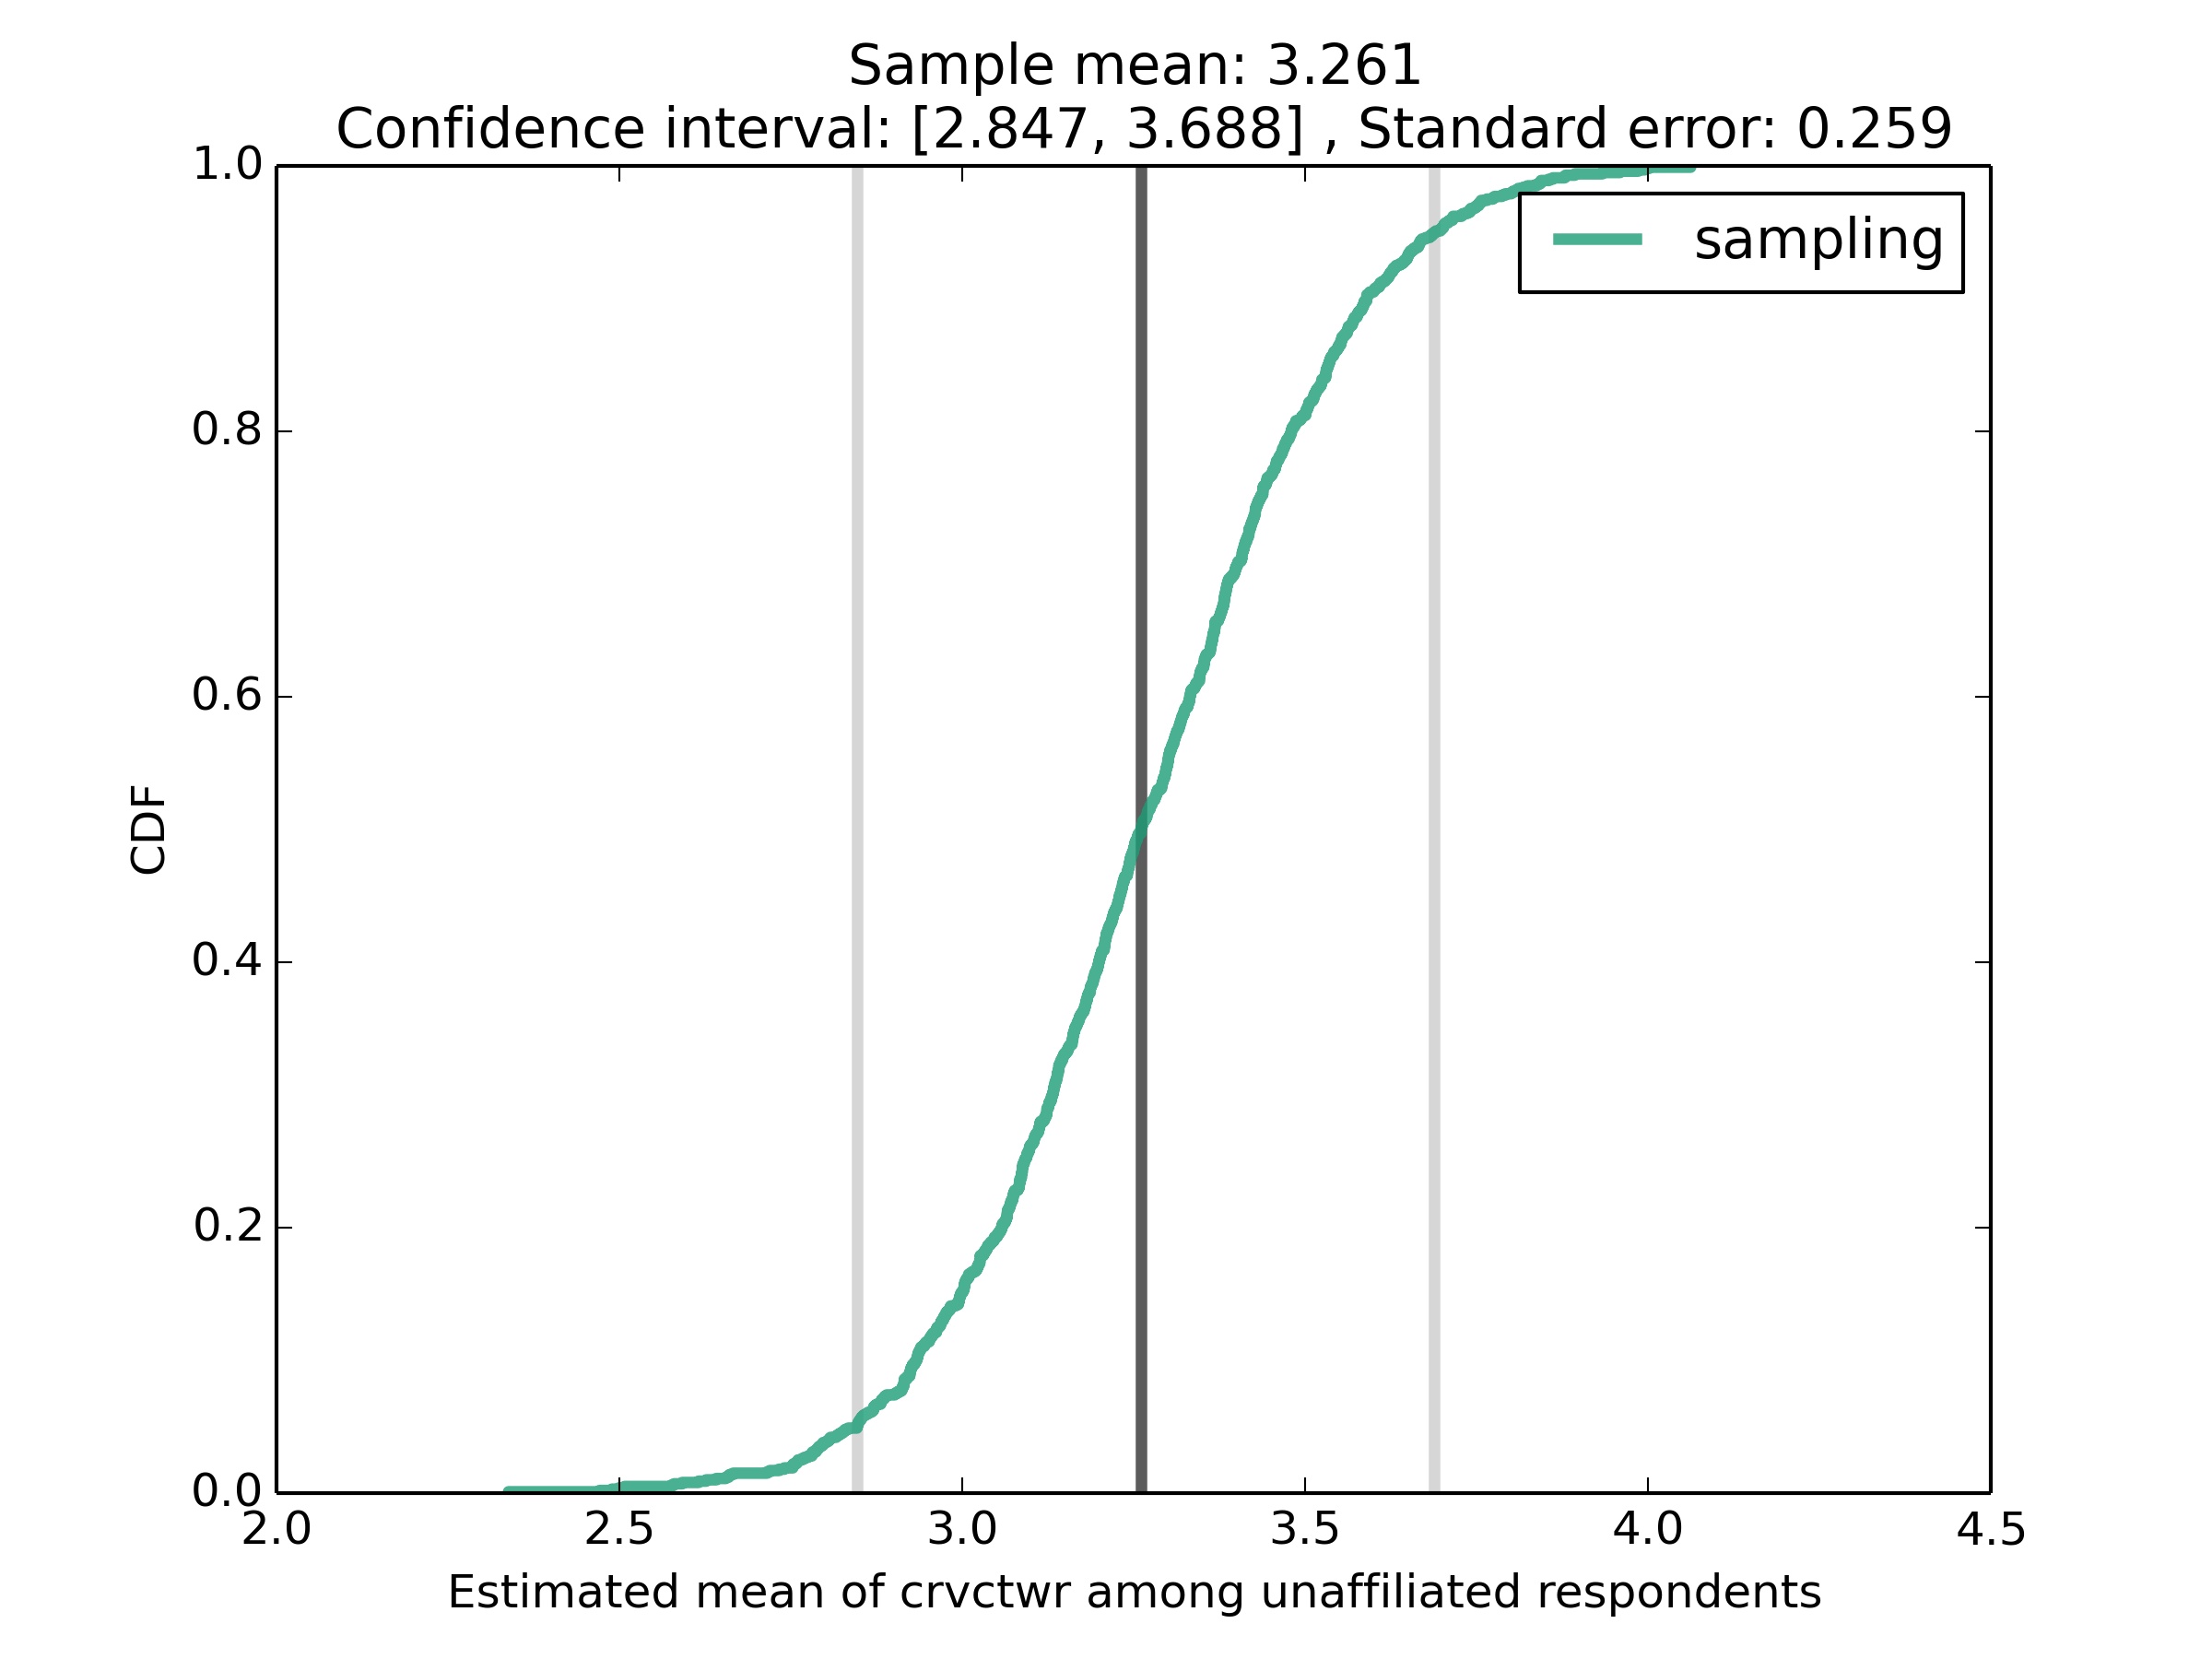 Sample mean: 3.261
Confidence interval: [2.847, 3.688] , Standard error: 0.259
sampling
1.0
0.8
0.6
0.4
0.2
0.0
CDF
2.0 2.5 3.0 3.5 4.0 4.5
Estimated mean of crvctwr among unaffiliated respondents